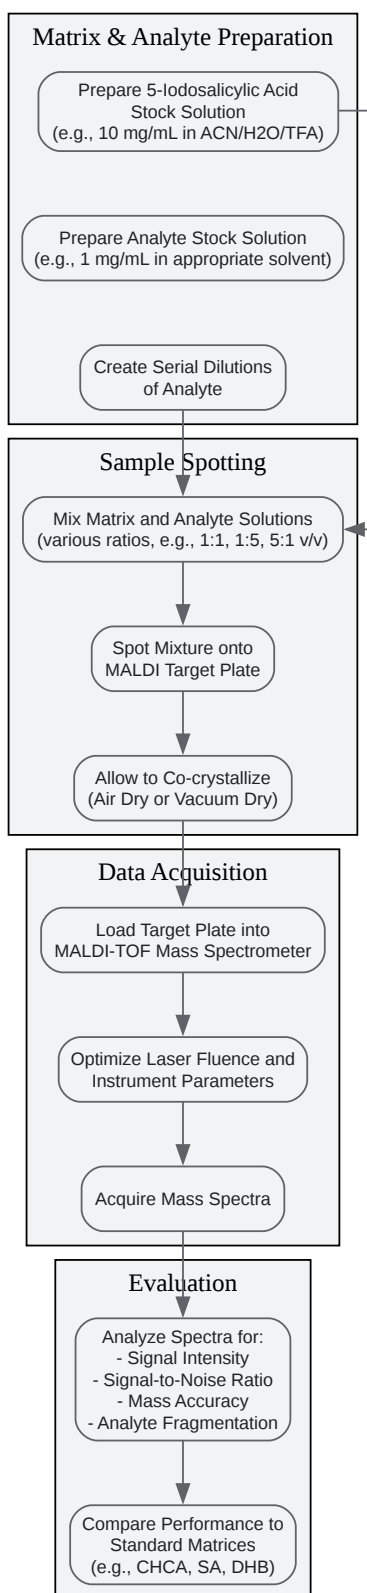 Matrix & Analyte Preparation
Prepare 5-Iodosalicylic Acid
Stock Solution
(e.g., 10 mg/mL in ACN/H2O/TFA)
Prepare Analyte Stock Solution
(e.g., 1 mg/mL in appropriate solvent)
Create Serial Dilutions
of Analyte
Sample Spotting
Mix Matrix and Analyte Solutions
(various ratios, e.g., 1:1, 1:5, 5:1 v/v)
Spot Mixture onto
MALDI Target Plate
Allow to Co-crystallize
(Air Dry or Vacuum Dry)
Data Acquisition
Load Target Plate into
MALDI-TOF Mass Spectrometer
Optimize Laser Fluence and
Instrument Parameters
Acquire Mass Spectra
Evaluation
Analyze Spectra for:
- Signal Intensity
- Signal-to-Noise Ratio
- Mass Accuracy
- Analyte Fragmentation
Compare Performance to
Standard Matrices
(e.g., CHCA, SA, DHB)